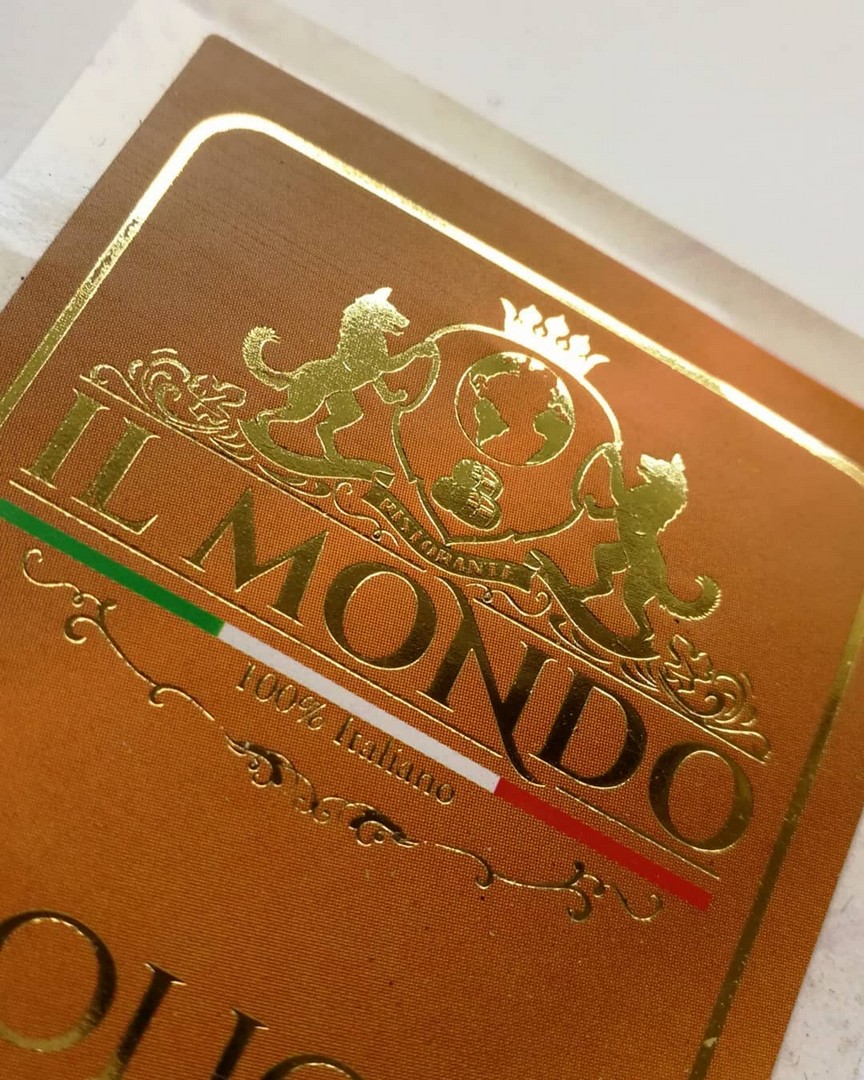 RISTORANTE
IL MONDO
100% Italiano